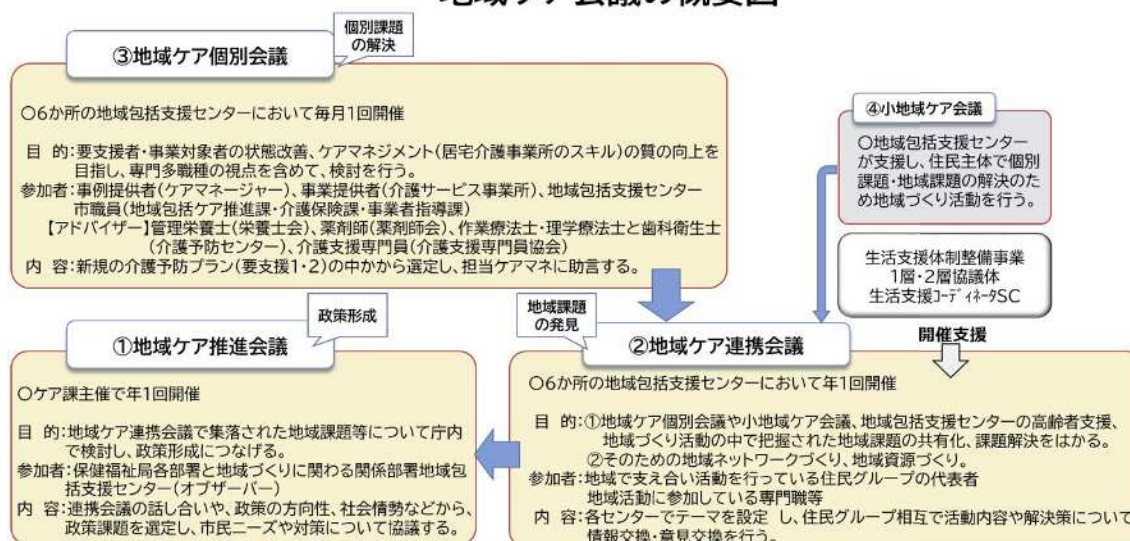 地域ケア会議の概要図
個別課題
の解決
③地域ケア個別会議
〇6か所の地域包括支援センターにおいて毎月1回開催
目 的:要支援者・事業対象者の状態改善、ケアマネジメント(居宅介護事業所のスキル)の質の向上を
目指し、専門多職種の視点を含めて、検討を行う。
参加者:事例提供者(ケアマネージャー)、事業提供者(介護サービス事業所)、地域包括支援センター
市職員(地域包括ケア推進課・介護保険課・事業者指導課)
【アドバイザー】管理栄養士(栄養士会)、薬剤師(薬剤師会)、作業療法士・理学療法士と歯科衛生士
(介護予防センター)、介護支援専門員(介護支援専門員協会)
内 容:新規の介護予防プラン(要支援1・2)の中かから選定し、担当ケアマネに助言する。
④小地域ケア会議
〇地域包括支援センター
が支援し、住民主体で個別
課題・地域課題の解決のた
め地域づくり活動を行う。
生活支援体制整備事業
1層・2層協議体
生活支援コーディネータSC
開催支援
政策形成
①地域ケア推進会議
〇ケア課主催で年1回開催
目 的:地域ケア連携会議で集落された地域課題等について庁内
で検討し、政策形成につなげる。
参加者:保健福祉局各部署と地域づくりに関わる関係部署地域包
括支援センター(オブザーバー)
内 容:連携会議の話し合いや、政策の方向性、社会情勢などから、
政策課題を選定し、市民ニーズや対策について協議する。
地域課題
の発見
②地域ケア連携会議
〇6か所の地域包括支援センターにおいて年1回開催
目 的:①地域ケア個別会議や小地域ケア会議、地域包括支援センターの高齢者支援、
地域づくり活動の中で把握された地域課題の共有化、課題解決をはかる。
②そのための地域ネットワークづくり、地域資源づくり。
参加者:地域で支え合い活動を行っている住民グループの代表者
地域活動に参加している専門職等
内 容:各センターでテーマを設定 し、住民グループ相互で活動内容や解決策について
情報交換・意見交換を行う。